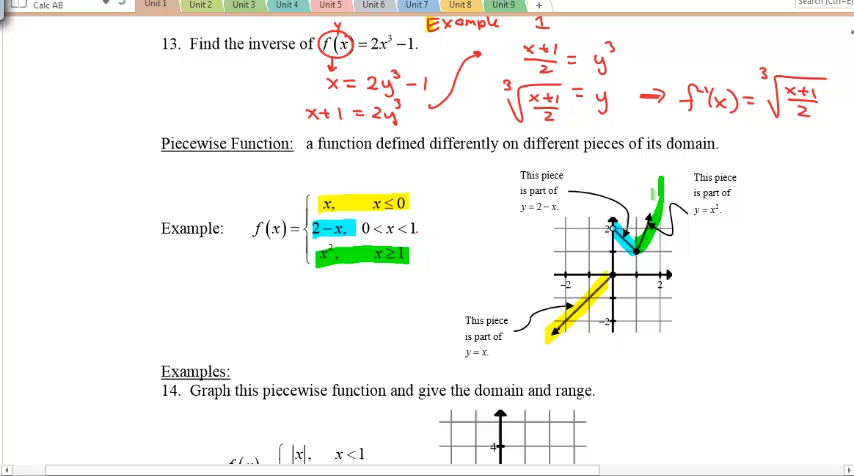 Calc AB Unit 1 Unit 2 Unit 3 Unit 4 Unit 5 Unit 6 Unit 7 Unit 8 Unit 9 + Search (Ctrl+E)
Example 1
y
13. Find the inverse of f(x) = 2x³ − 1.
x = 2y³ − 1
x+1 = 2y³
x+1/2 = y³
³√(x+1/2) = y ⇒ f⁻¹(x) = ³√(x+1/2)
Piecewise Function: a function defined differently on different pieces of its domain.
Example: f(x) = {
x, x ≤ 0
2 − x, 0 < x < 1.
x², x ≥ 1
This piece
is part of
y = 2 − x.
This piece
is part of
y = x².
2
−2 2
−2
This piece
is part of
y = x.
Examples:
14. Graph this piecewise function and give the domain and range.
4
|x|, x < 1